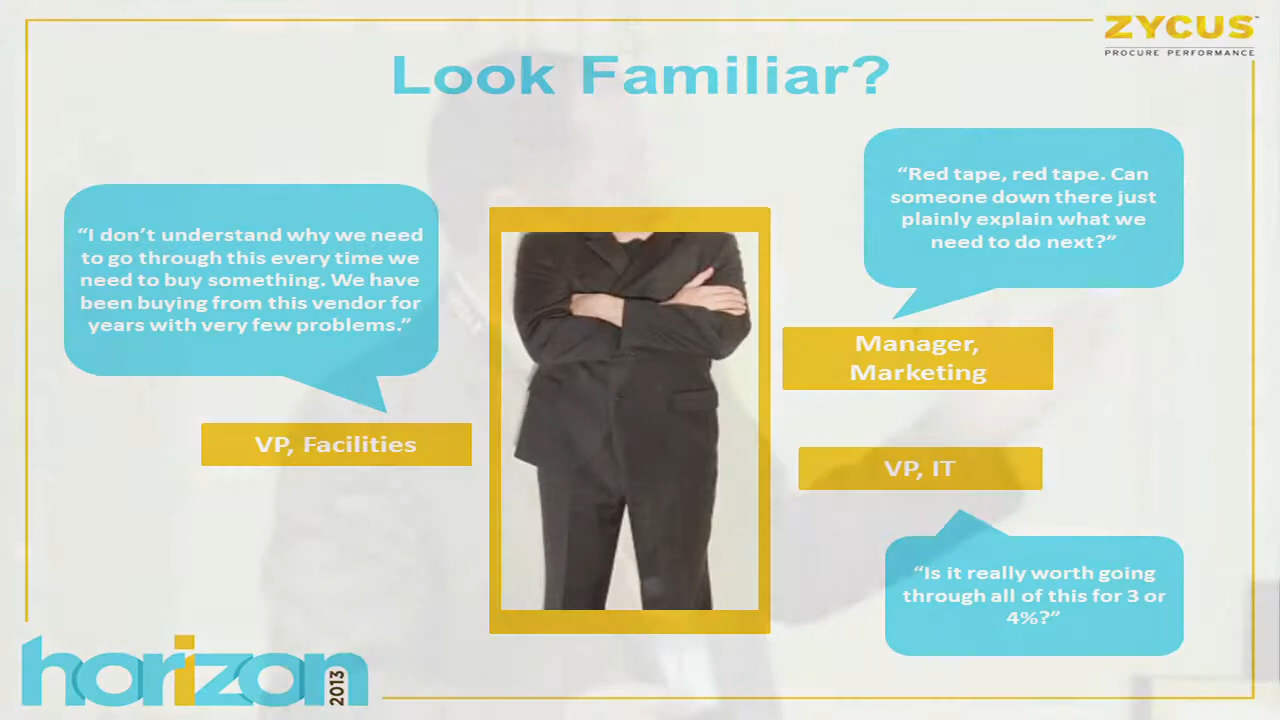 ZYCUS
PROCURE PERFORMANCE
Look Familiar?
“Red tape, red tape. Can
someone down there just
plainly explain what we
need to do next?”
“I don’t understand why we need
to go through this every time we
need to buy something. We have
been buying from this vendor for
years with very few problems.”
Manager,
Marketing
VP, Facilities
VP, IT
“Is it really worth going
through all of this for 3 or
4%?”
horizon
2013